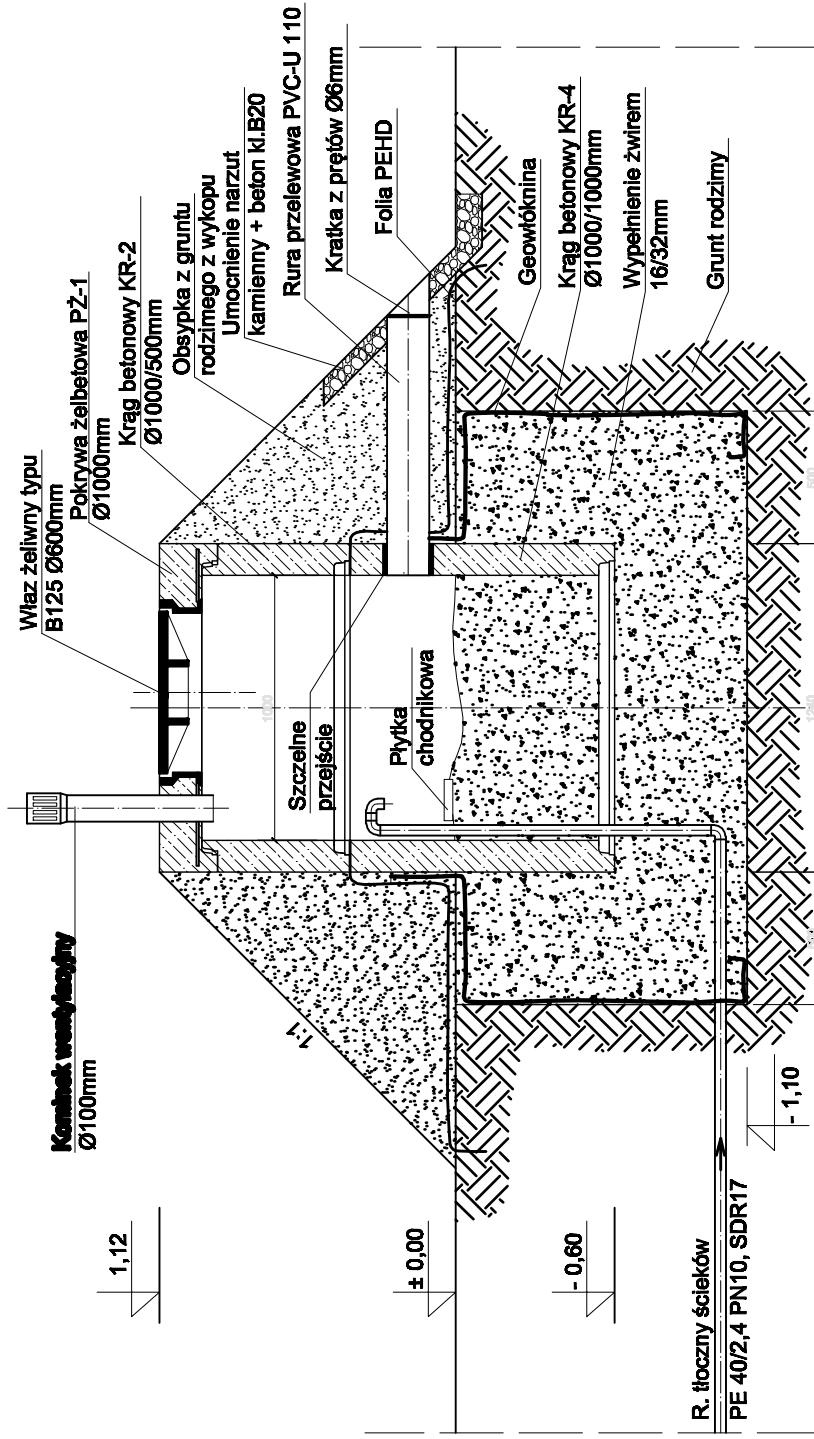 Właz żeliwny typu
B125 Ø600mm
Pokrywa żelbetowa PŻ-1
Ø1000mm
Krąg betonowy KR-2
Ø1000/500mm
Obsypka z gruntu
rodzimego z wykopu
Umocnienie narzut
kamienny + beton kl.B20
Rura przelewowa PVC-U 110
Kratka z prętów Ø6mm
Folia PEHD
Geowłóknina
Krąg betonowy KR-4
Ø1000/1000mm
Wypełnienie żwirem
16/32mm
Grunt rodzimy
Kominek wentylacyjny
Ø100mm
1:1
1000
Szczelne
przejście
Płytka
chodnikowa
1,12
± 0,00
- 0,60
- 1,10
R. tłoczny ścieków
PE 40/2,4 PN10, SDR17